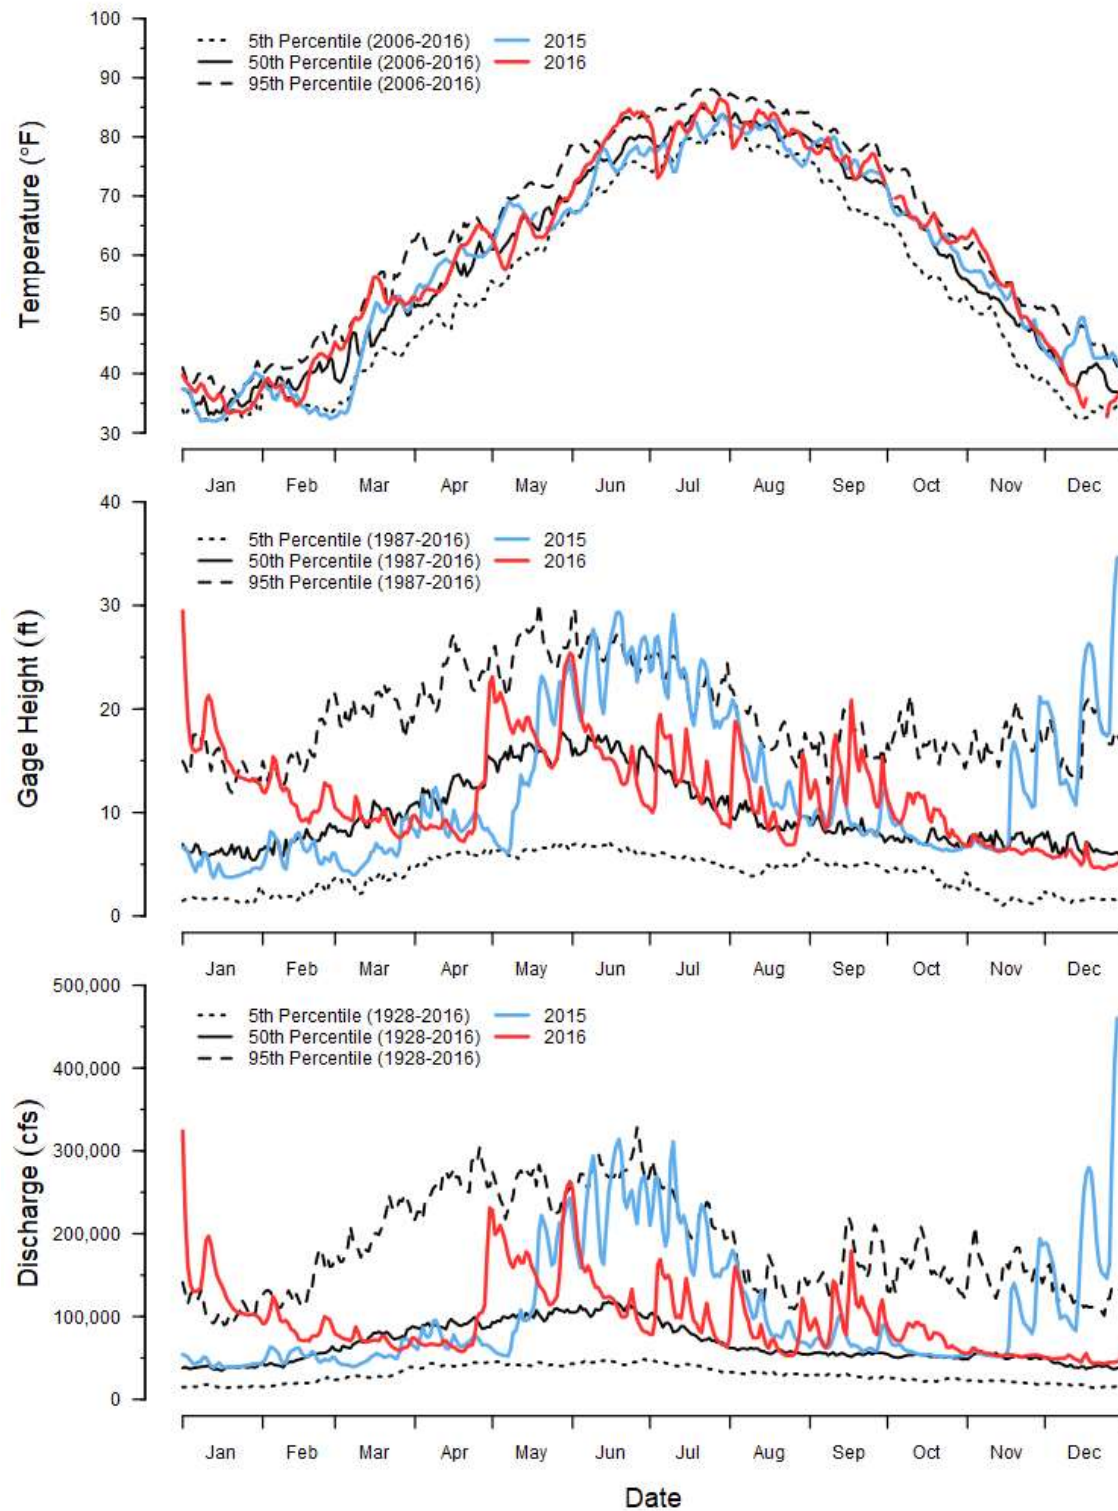 100
90
80
70
60
50
40
30
Temperature (°F)
5th Percentile (2006-2016)
50th Percentile (2006-2016)
95th Percentile (2006-2016)
2015
2016
Jan Feb Mar Apr May Jun Jul Aug Sep Oct Nov Dec
40
30
20
10
0
Gage Height (ft)
5th Percentile (1987-2016)
50th Percentile (1987-2016)
95th Percentile (1987-2016)
2015
2016
Jan Feb Mar Apr May Jun Jul Aug Sep Oct Nov Dec
500,000
400,000
300,000
200,000
100,000
0
Discharge (cfs)
5th Percentile (1928-2016)
50th Percentile (1928-2016)
95th Percentile (1928-2016)
2015
2016
Jan Feb Mar Apr May Jun Jul Aug Sep Oct Nov Dec
Date